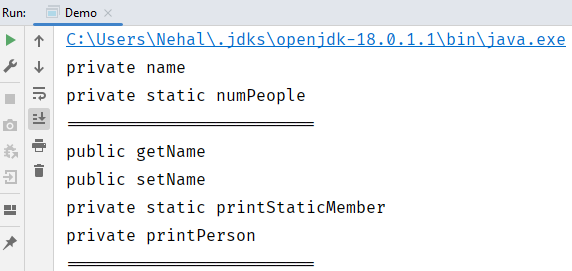 Run: Demo
C:\Users\Nehal\.jdks\openjdk-18.0.1.1\bin\java.exe
private name
private static numPeople
=========================
public getName
public setName
private static printStaticMember
private printPerson
=========================